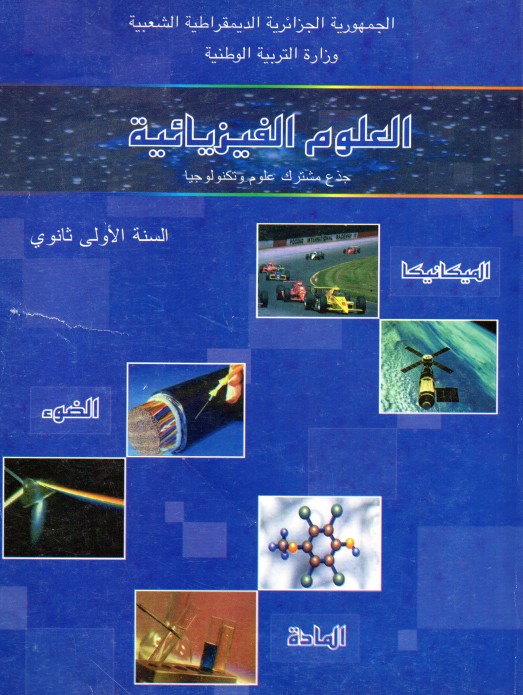 الجمهورية الجزائرية الديمقراطية الشعبية
وزارة التربية الوطنية
العلوم الفيزيائية
جذع مشترك علوم وتكنولوجيا
السنة الأولى ثانوي
الميكانيكا
الضوء
المادة